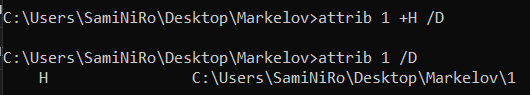 C:\Users\SamiNiRo\Desktop\Markelov>attrib 1 +H /D
C:\Users\SamiNiRo\Desktop\Markelov>attrib 1 /D
H C:\Users\SamiNiRo\Desktop\Markelov\1